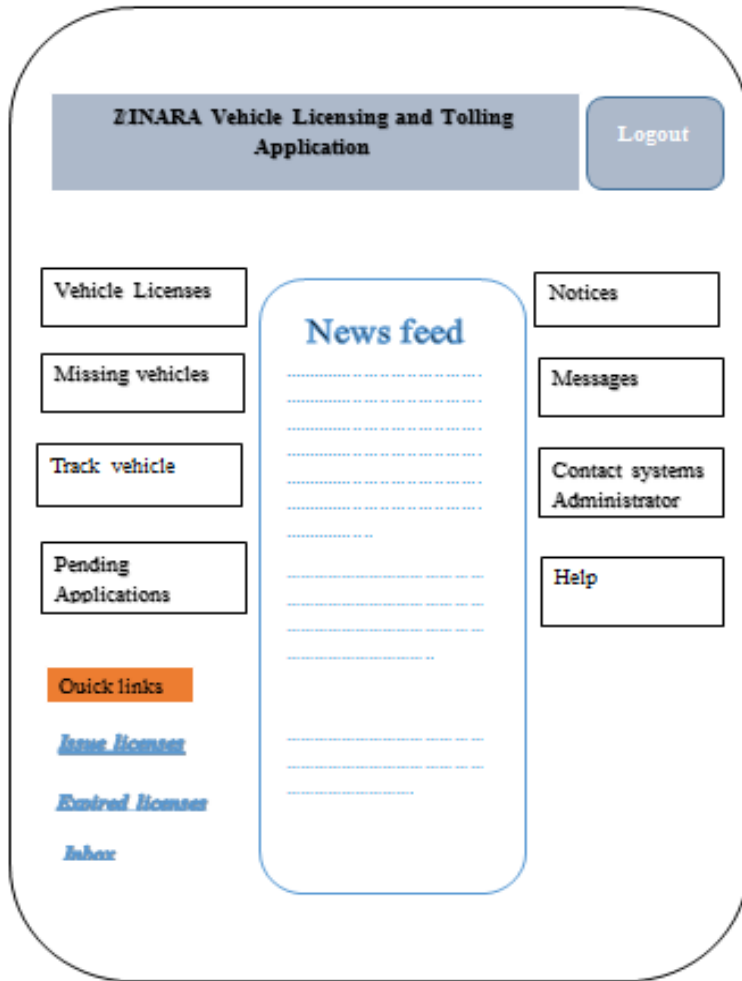 ZINARA Vehicle Licensing and Tolling
Application
Logout
Vehicle Licenses
Missing vehicles
Track vehicle
Pending
Applications
Quick links
Issue licenses
Expired licenses
Inbox
News feed
Notices
Messages
Contact systems
Administrator
Help